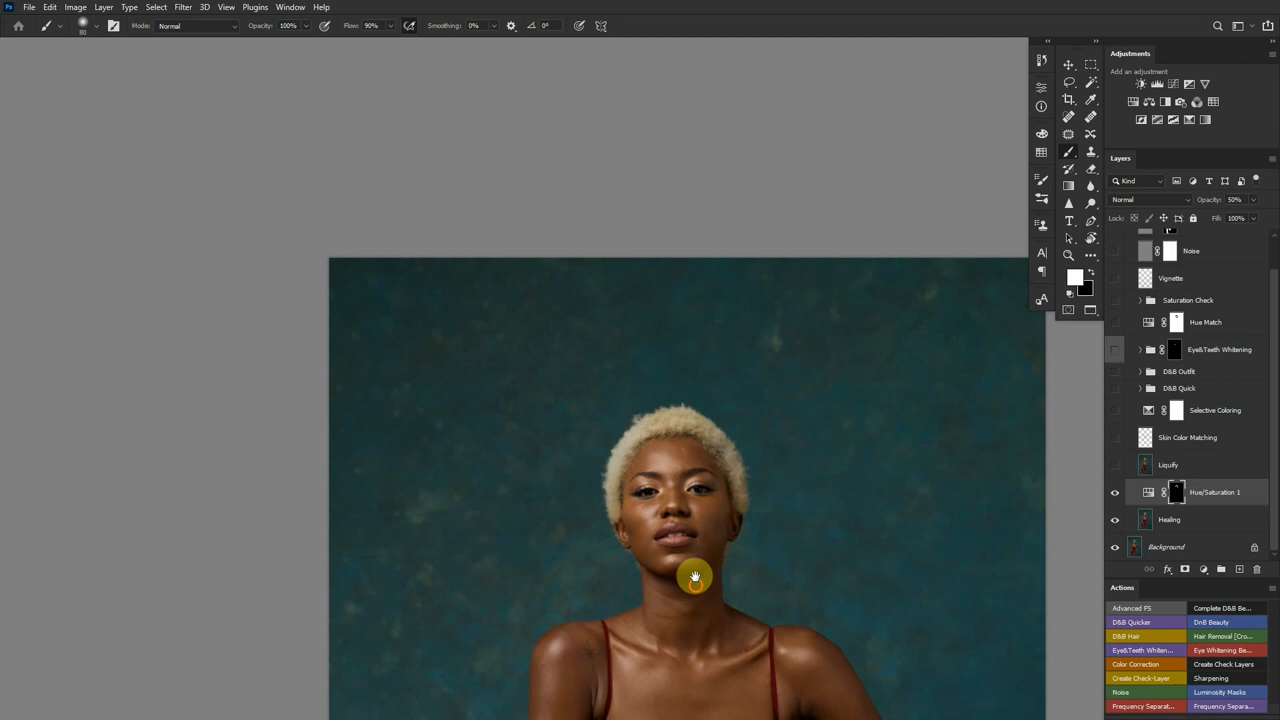 Ps File Edit Image Layer Type Select Filter 3D View Plugins Window Help
80 Mode: Normal Opacity: 100% Flow: 90% Smoothing: 0% 0°
Adjustments
Add an adjustment
Layers
Kind
Normal Opacity: 50%
Lock: Fill: 100%
Noise
Vignette
Saturation Check
Hue Match
Eye&Teeth Whitening
D&B Outfit
D&B Quick
Selective Coloring
Skin Color Matching
Liquify
Hue/Saturation 1
Healing
Background
fx
Actions
Advanced FS Complete D&B Be...
D&B Quicker DnB Beauty
D&B Hair Hair Removal [Cro...
Eye&Teeth Whiten... Eye Whitening Be...
Color Correction Create Check Layers
Create Check-Layer Sharpening
Noise Luminosity Masks
Frequency Separat... Frequency Separa...